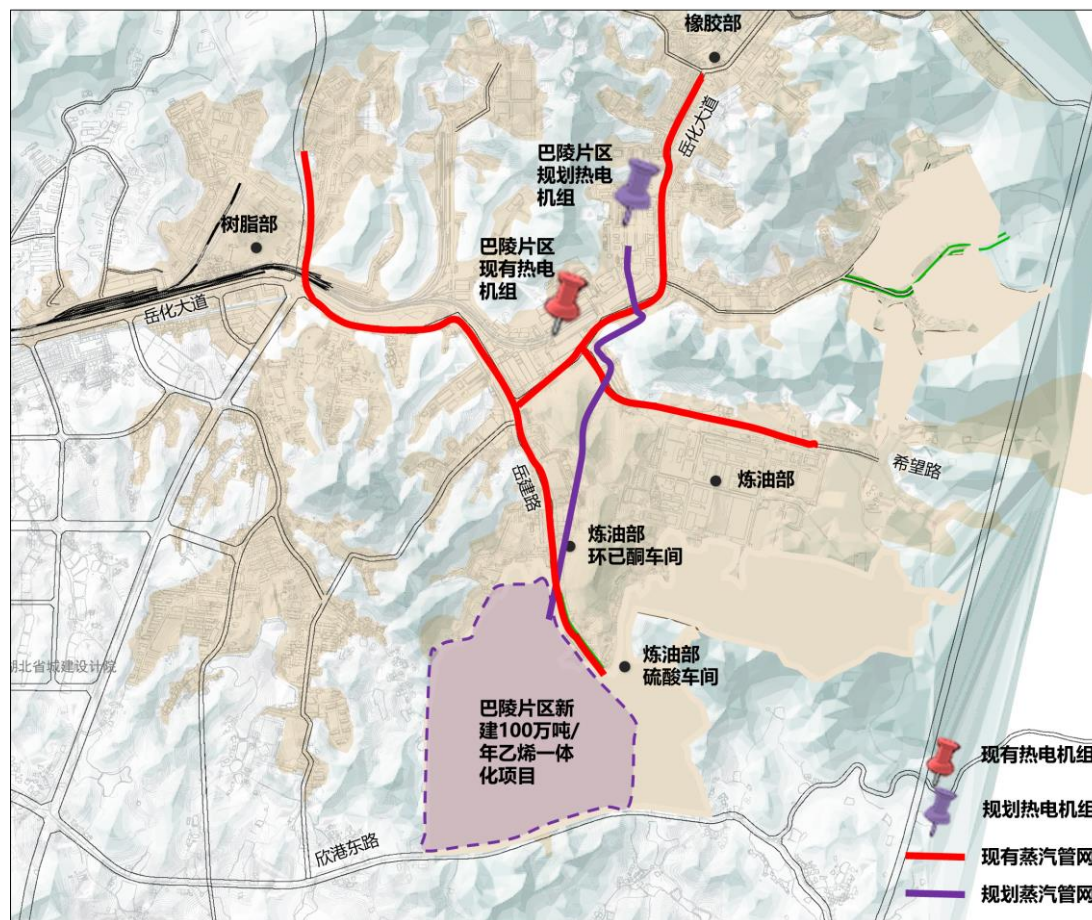 橡胶部
岳化大道
巴陵片区
规划热电
机组
树脂部
巴陵片区
现有热电
机组
岳化大道
希望路
炼油部
岳建路
炼油部
环已酮车间
湖北省城建设计院
炼油部
硫酸车间
巴陵片区新
建100万吨/
年乙烯一体
化项目
欣港东路
现有热电机组
规划热电机组
现有蒸汽管网
规划蒸汽管网